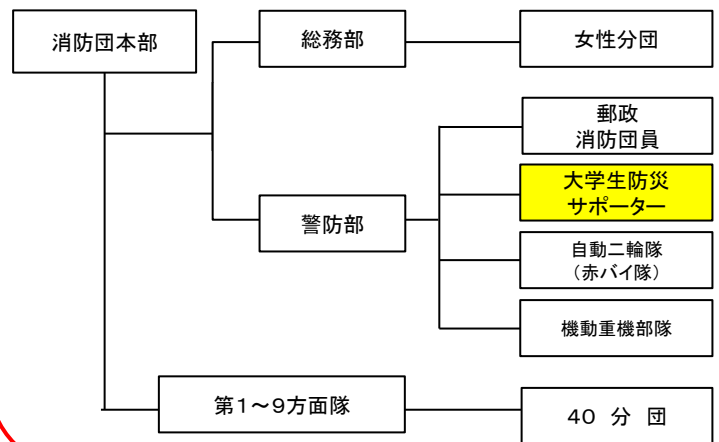 消防団本部
総務部
女性分団
郵政
消防団員
大学生防災
サポーター
警防部
自動二輪隊
(赤バイ隊)
機動重機部隊
第1～9方面隊
40 分 団